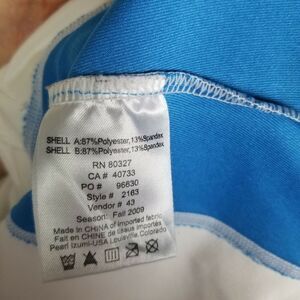 SHELL A:87%Polyester,13%Spandex
SHELL B:87%Polyester,13%Spandex
RN 80327
CA # 40733
PO # 96830
Style # 2163
Vendor # 43
Season: Fall 2009
Made in CHINA of imported fabric
Fait en CHINE de tissus importés
Pearl Izumi-USA Louisville, Colorado